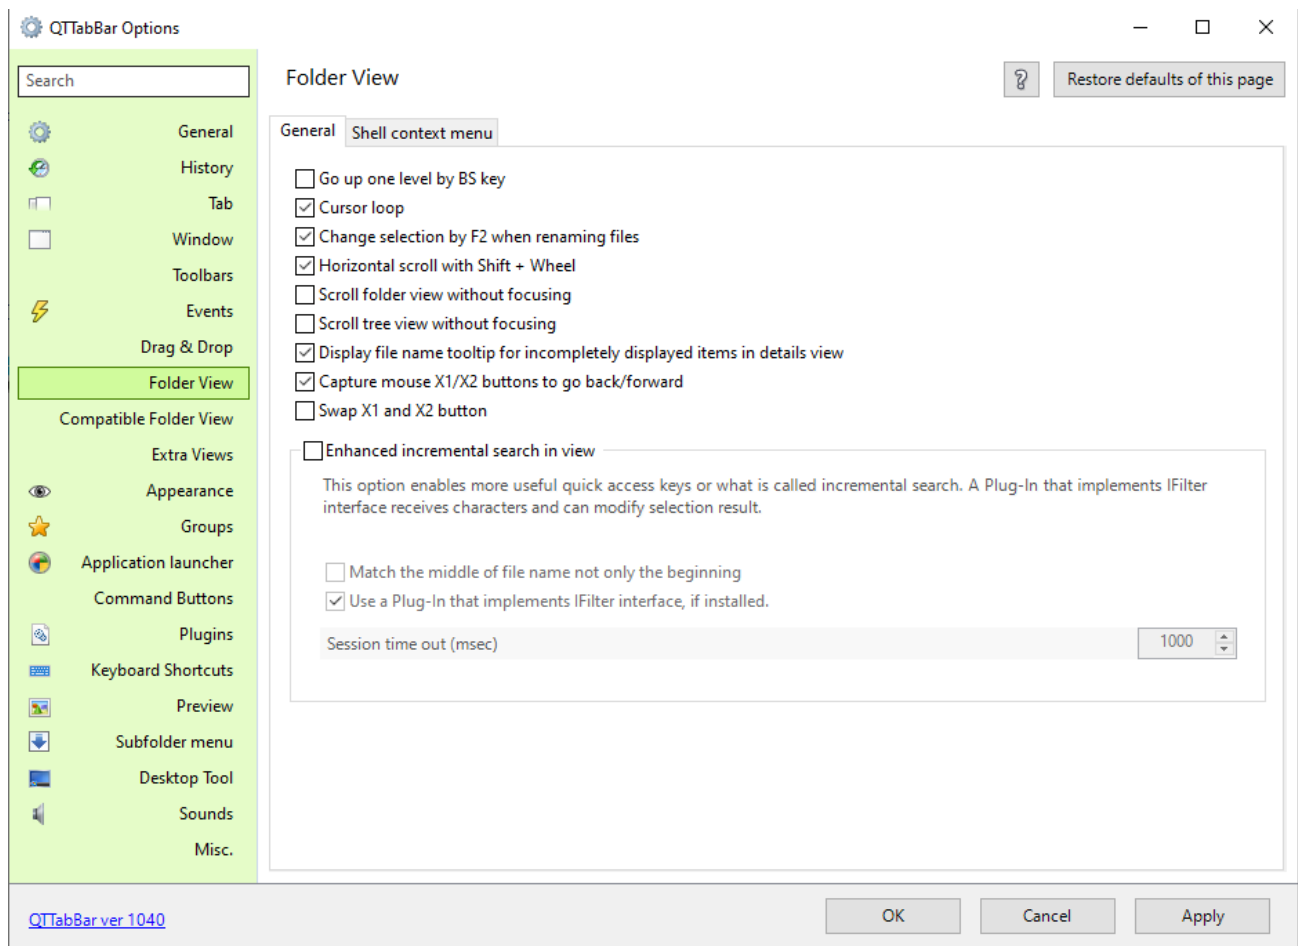 QTTabBar Options
Search
General
History
Tab
Window
Toolbars
Events
Drag & Drop
Folder View
Compatible Folder View
Extra Views
Appearance
Groups
Application launcher
Command Buttons
Plugins
Keyboard Shortcuts
Preview
Subfolder menu
Desktop Tool
Sounds
Misc.
QTTabBar ver 1040
Folder View
?
Restore defaults of this page
General
Shell context menu
Go up one level by BS key
Cursor loop
Change selection by F2 when renaming files
Horizontal scroll with Shift + Wheel
Scroll folder view without focusing
Scroll tree view without focusing
Display file name tooltip for incompletely displayed items in details view
Capture mouse X1/X2 buttons to go back/forward
Swap X1 and X2 button
Enhanced incremental search in view
This option enables more useful quick access keys or what is called incremental search. A Plug-In that implements IFilter
interface receives characters and can modify selection result.
Match the middle of file name not only the beginning
Use a Plug-In that implements IFilter interface, if installed.
Session time out (msec)
1000
OK
Cancel
Apply